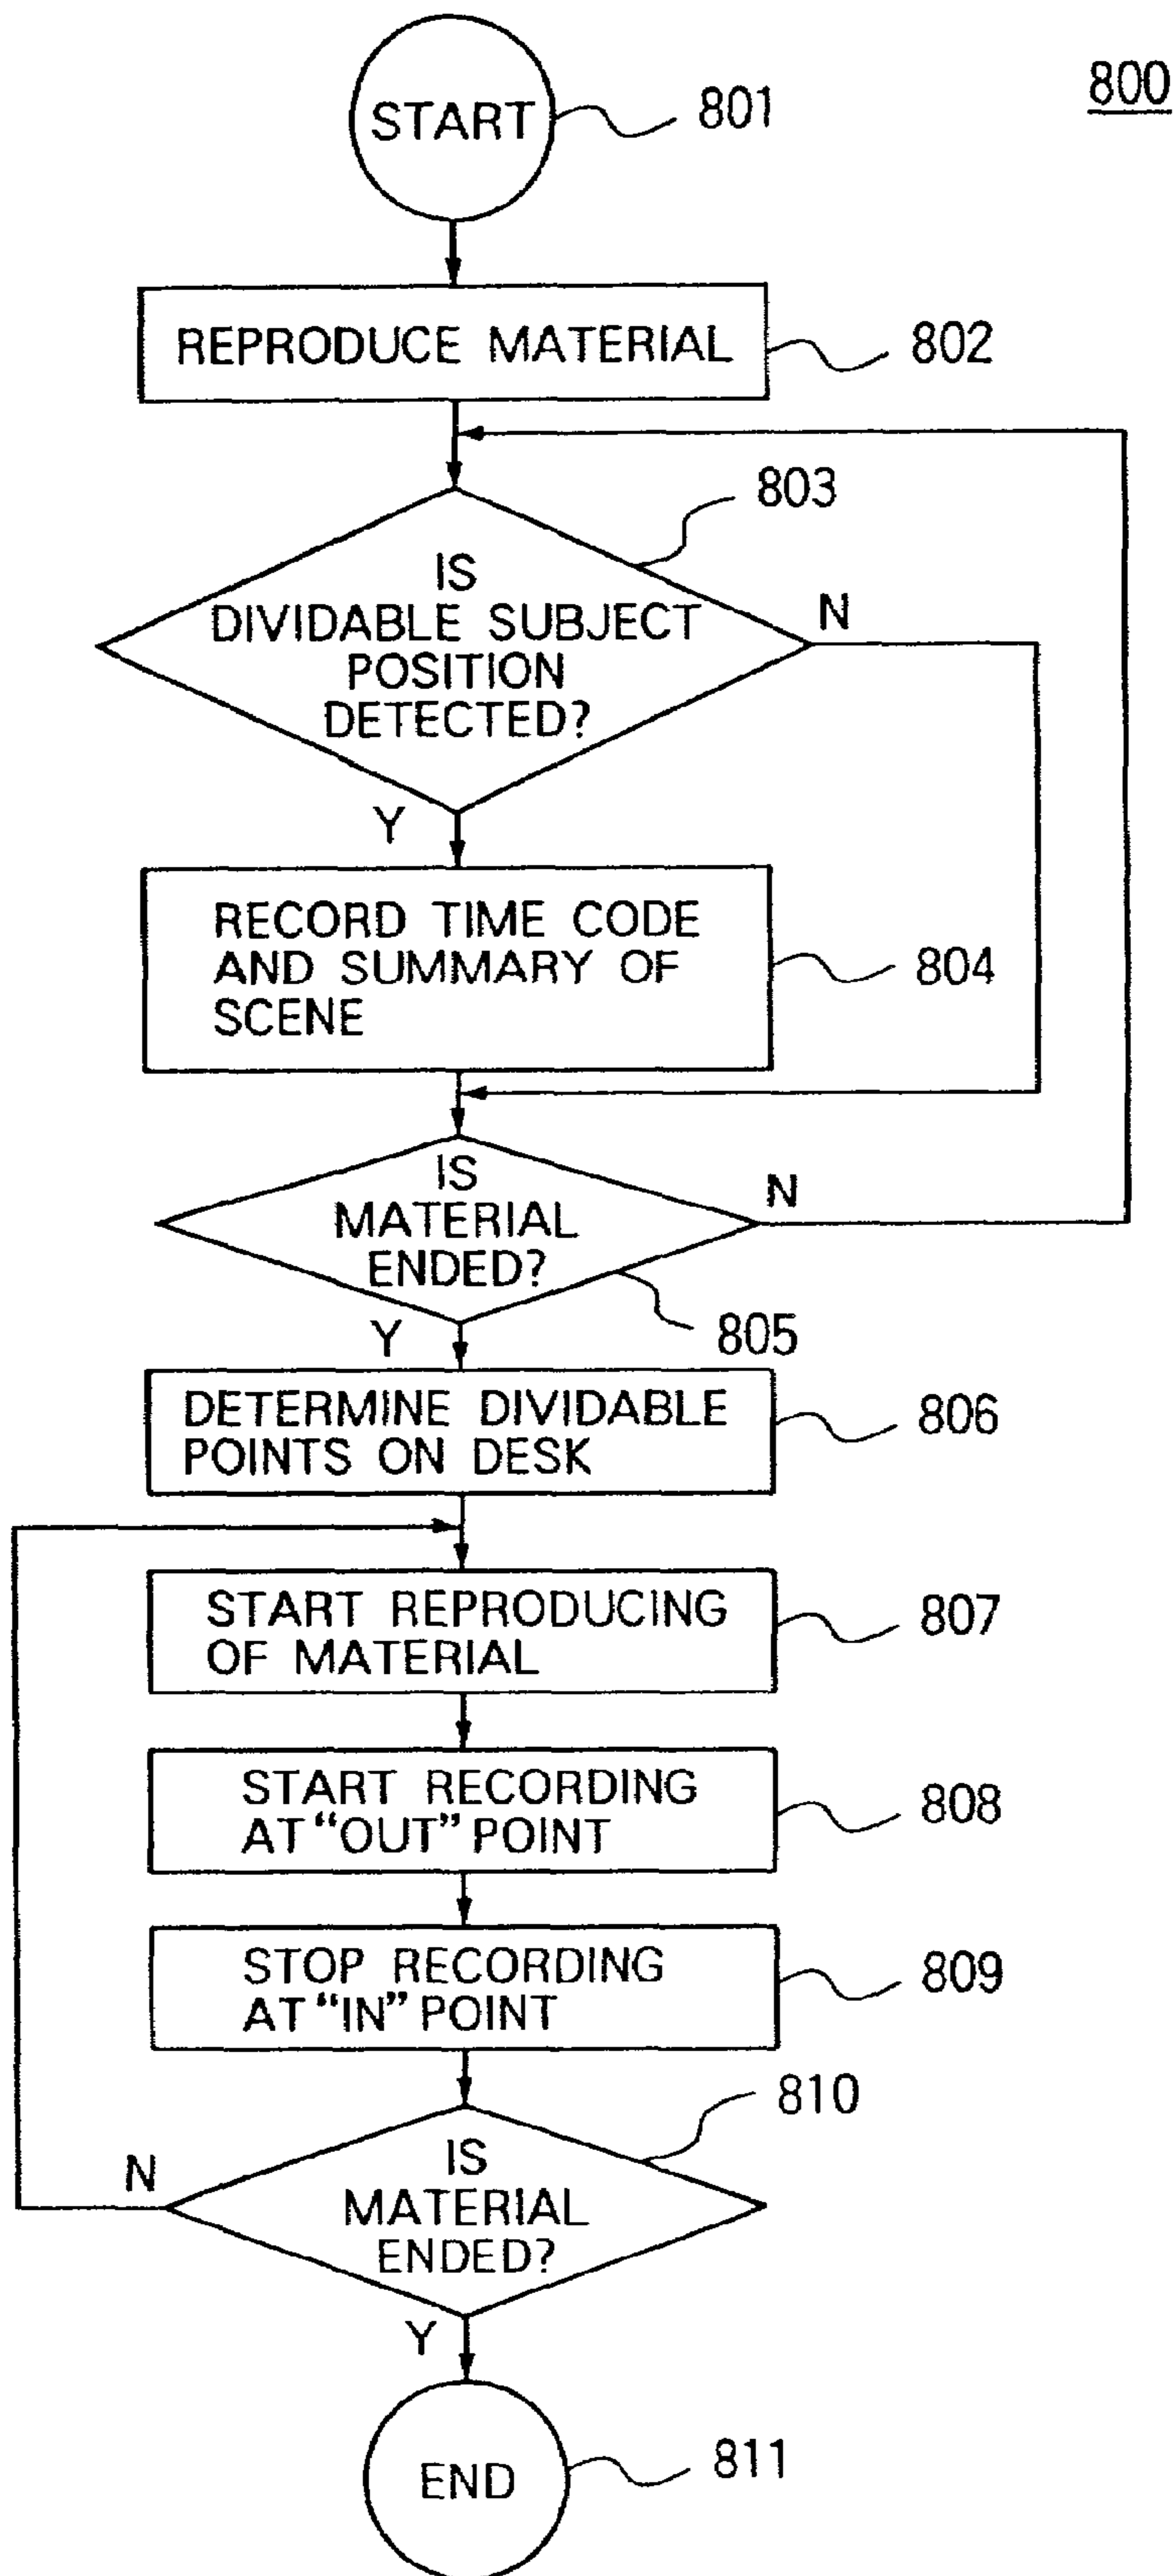 800
START
801
REPRODUCE MATERIAL
802
803
IS
DIVIDABLE SUBJECT
POSITION
DETECTED?
N
Y
RECORD TIME CODE
AND SUMMARY OF
SCENE
804
IS
MATERIAL
ENDED?
N
Y
805
DETERMINE DIVIDABLE
POINTS ON DESK
806
START REPRODUCING
OF MATERIAL
807
START RECORDING
AT “OUT” POINT
808
STOP RECORDING
AT “IN” POINT
809
810
N
IS
MATERIAL
ENDED?
Y
END
811